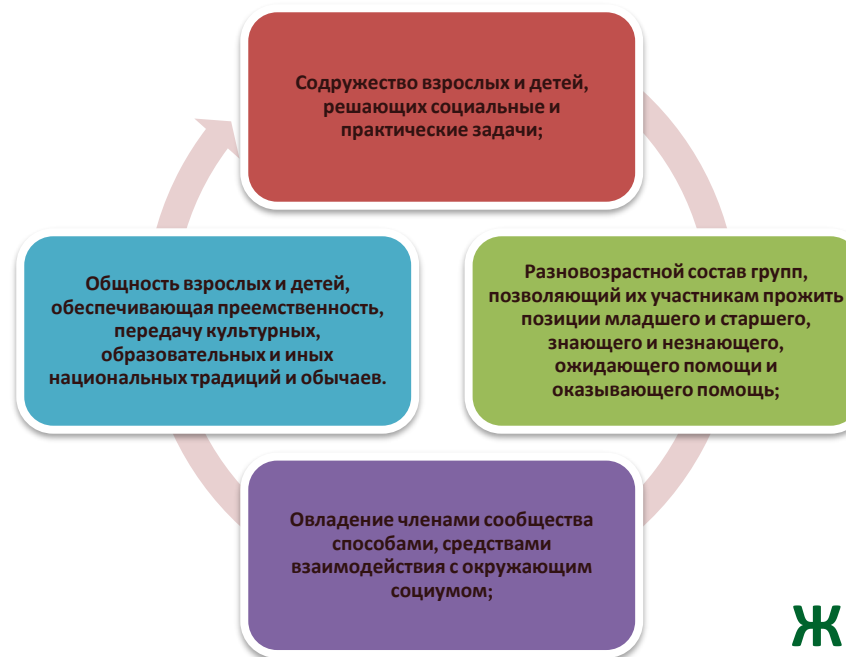 Содружество взрослых и детей,
решающих социальные и
практические задачи;
Разновозрастной состав групп,
позволяющий их участникам прожить
позиции младшего и старшего,
знающего и незнающего,
ожидающего помощи и
оказывающего помощь;
Овладение членами сообщества
способами, средствами
взаимодействия с окружающим
социумом;
Общность взрослых и детей,
обеспечивающая преемственность,
передачу культурных,
образовательных и иных
национальных традиций и обычаев.
Ж